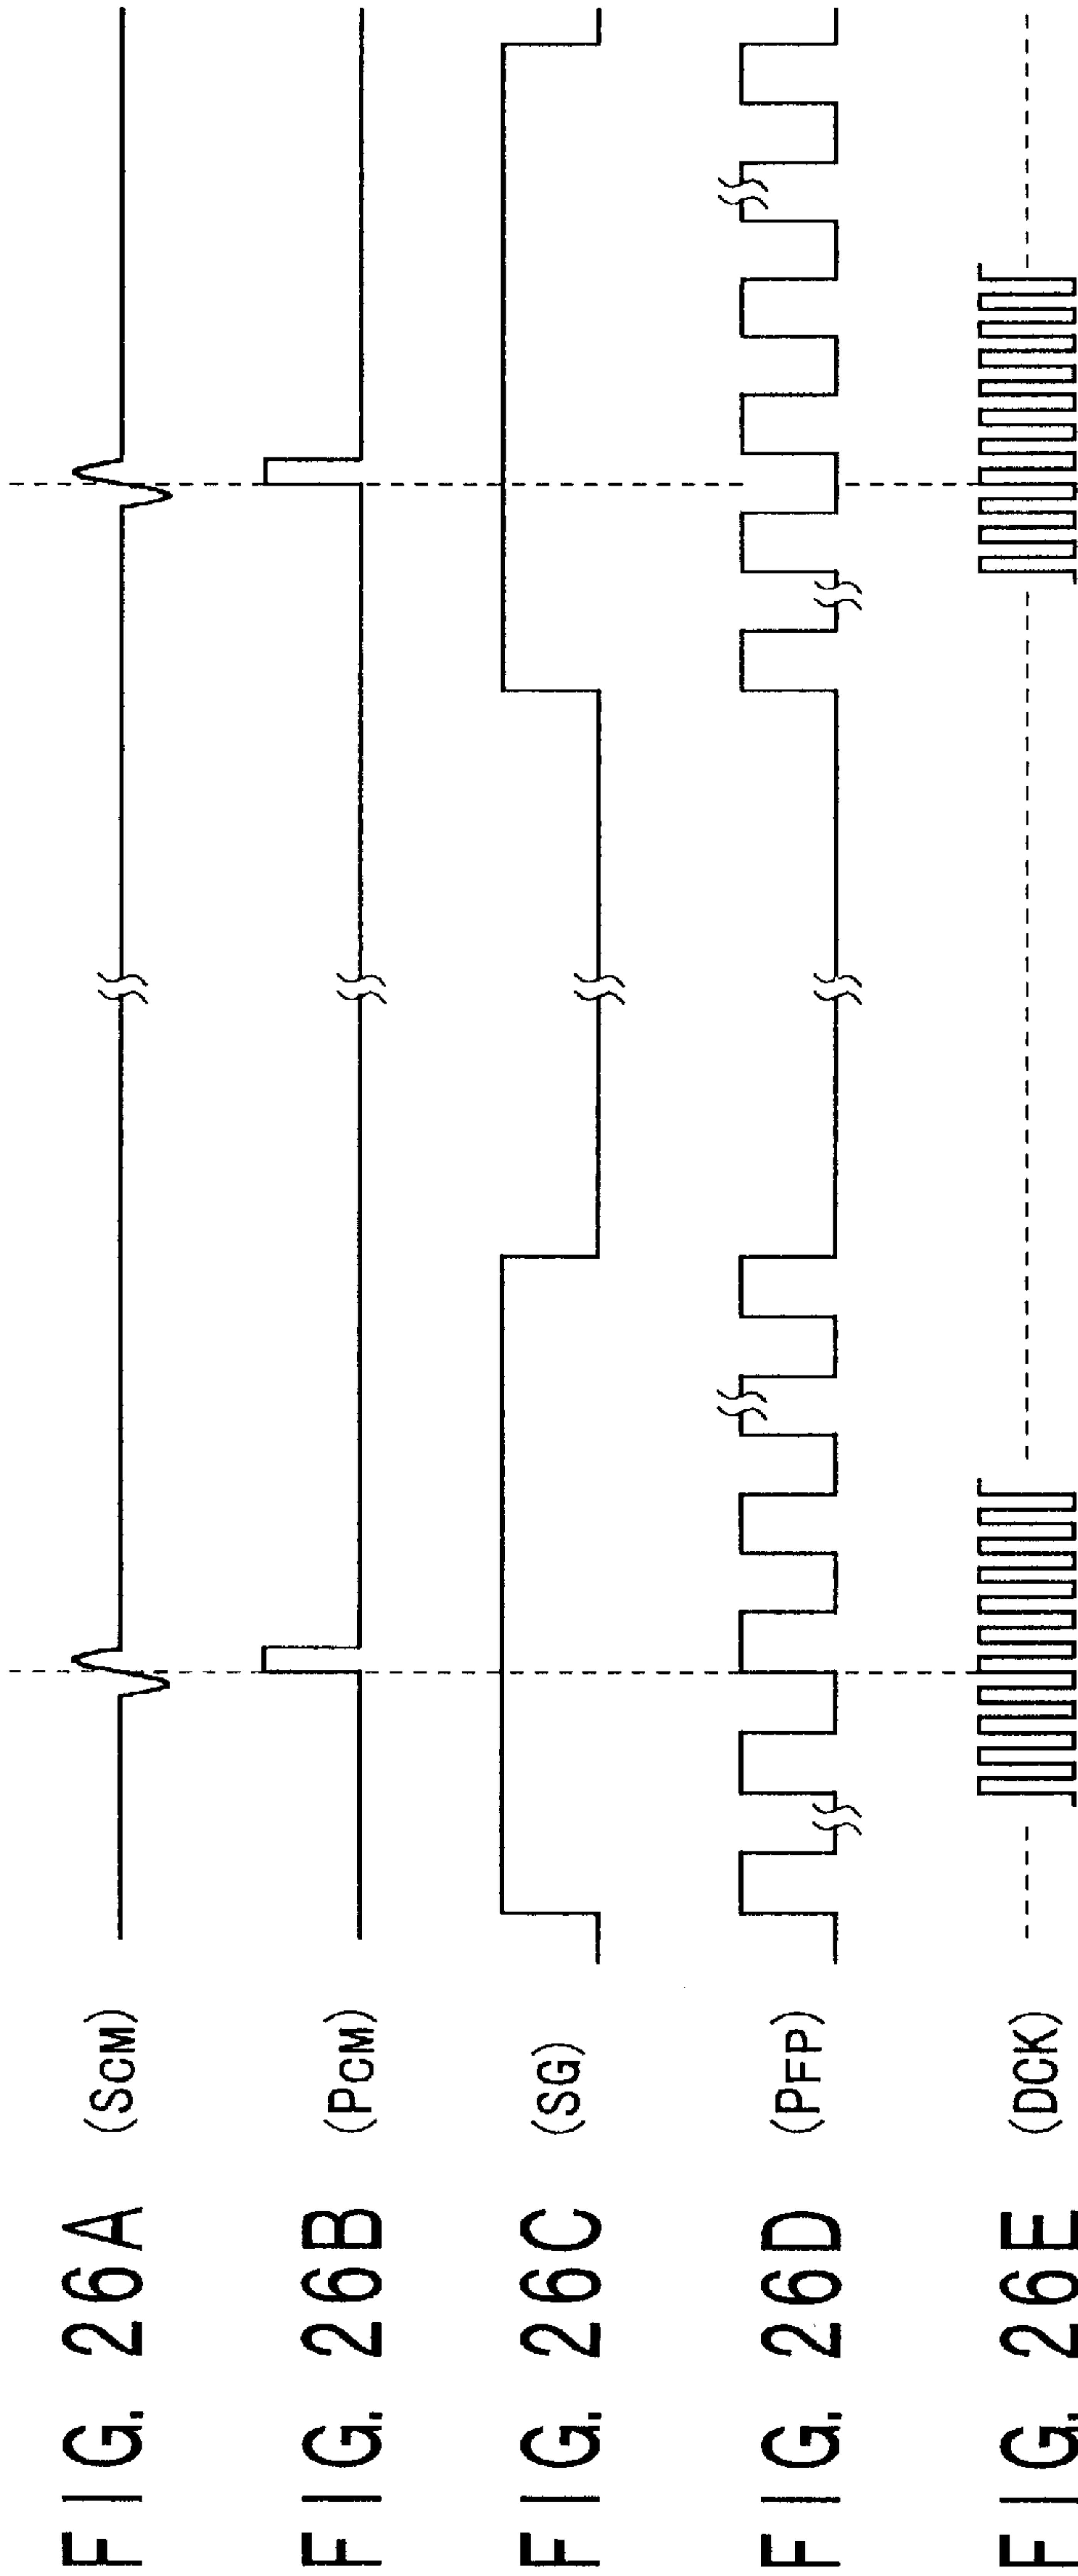 FIG. 26A (SCM)
FIG. 26B (PCM)
FIG. 26C (SG)
FIG. 26D (PFP)
FIG. 26E (DCK)